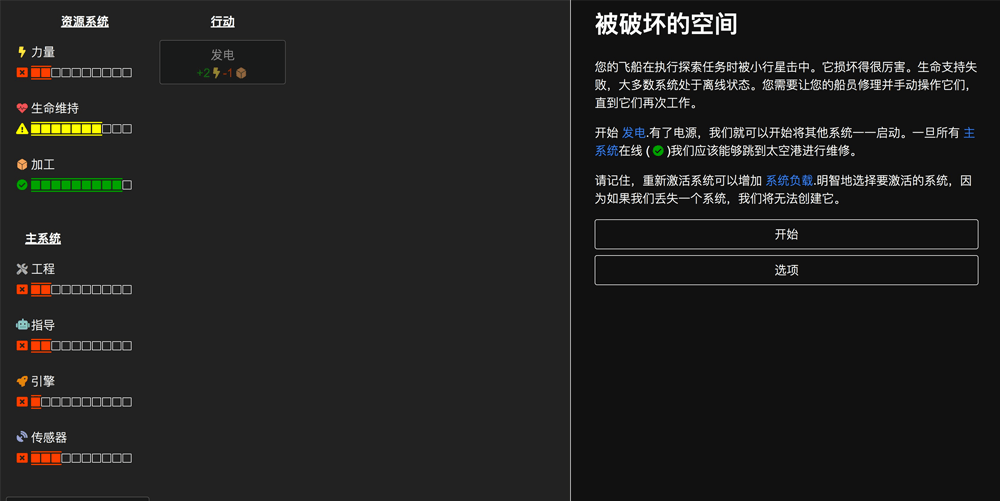 资源系统
行动
力量
发电
+2 -1
生命维持
加工
主系统
工程
指导
引擎
传感器
被破坏的空间
您的飞船在执行探索任务时被小行星击中。它损坏得很厉害。生命支持失
败，大多数系统处于离线状态。您需要让您的船员修理并手动操作它们，
直到它们再次工作。
开始 发电.有了电源，我们就可以开始将其他系统一一启动。一旦所有 主
系统在线 ( )我们应该能够跳到太空港进行维修。
请记住，重新激活系统可以增加 系统负载.明智地选择要激活的系统，因
为如果我们丢失一个系统，我们将无法创建它。
开始
选项